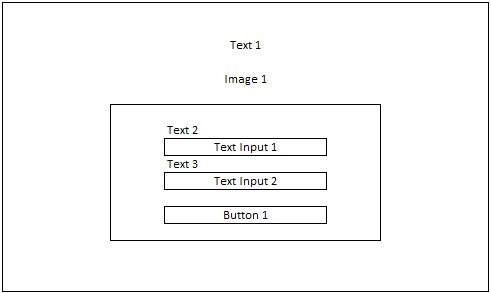 Text 1
Image 1
Text 2
Text Input 1
Text 3
Text Input 2
Button 1